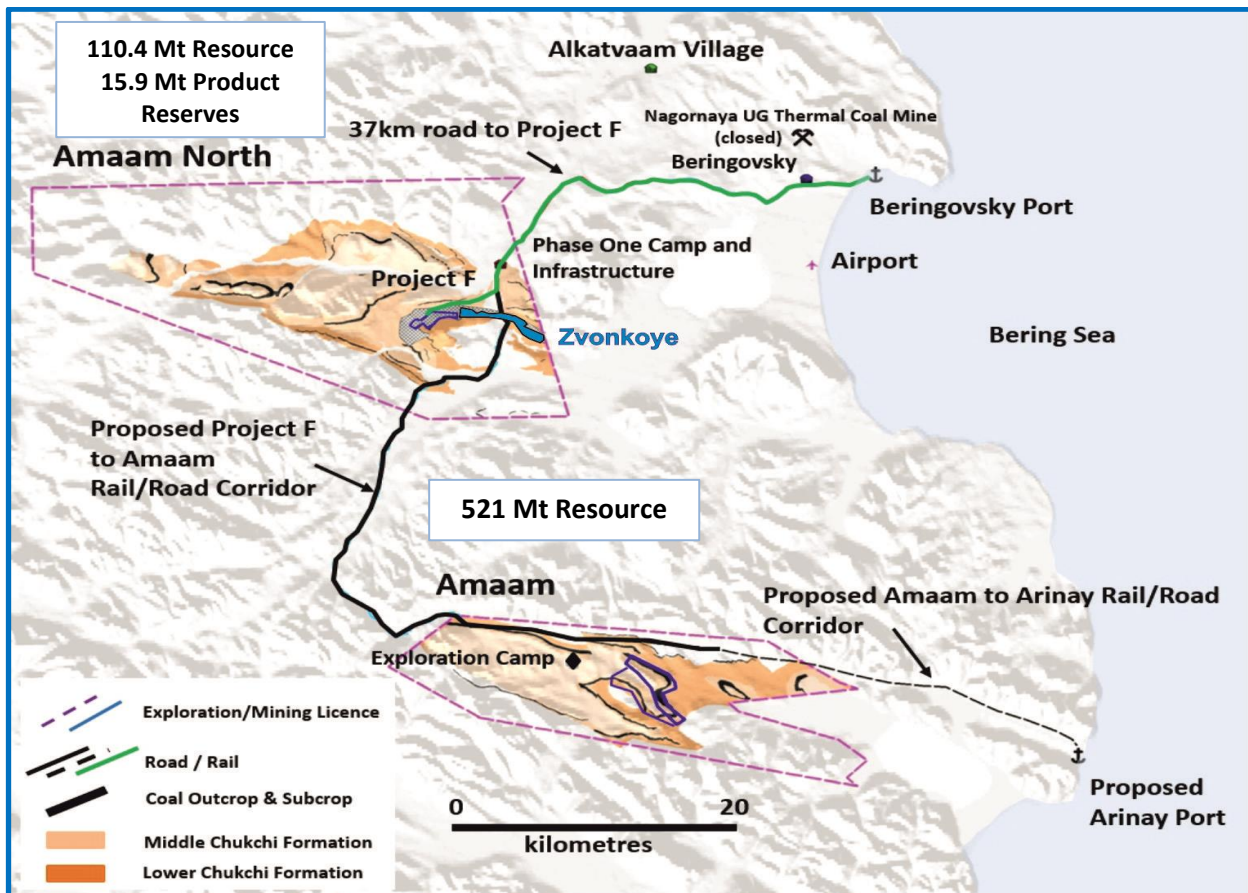 110.4 Mt Resource
15.9 Mt Product
Reserves
Alkatvaam Village
Nagornaya UG Thermal Coal Mine
(closed)
37km road to Project F
Beringovsky
Amaam North
Beringovsky Port
Phase One Camp and
Infrastructure
Project F
Airport
Zvonkoye
Bering Sea
Proposed Project F
to Amaam
Rail/Road Corridor
521 Mt Resource
Amaam
Proposed Amaam to Arinay Rail/Road
Corridor
Exploration Camp
Exploration/Mining Licence
Road / Rail
Coal Outcrop & Subcrop
Middle Chukchi Formation
Lower Chukchi Formation
0 20
kilometres
Proposed
Arinay Port